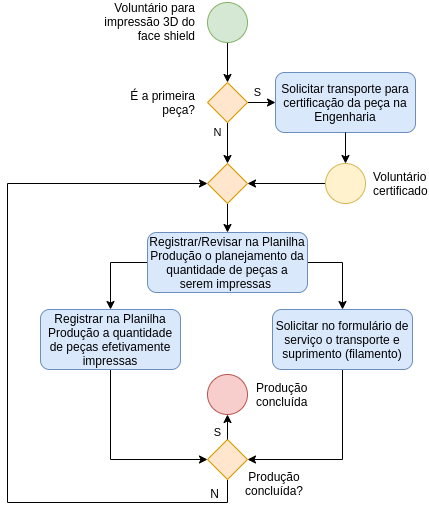 Voluntário para
impressão 3D do
face shield
É a primeira
peça?
S
N
Solicitar transporte para
certificação da peça na
Engenharia
Voluntário
certificado
Registrar/Revisar na Planilha
Produção o planejamento da
quantidade de peças a
serem impressas
Registrar na Planilha
Produção a quantidade
de peças efetivamente
impressas
Solicitar no formulário de
serviço o transporte e
suprimento (filamento)
Produção
concluída
S
N
Produção
concluída?